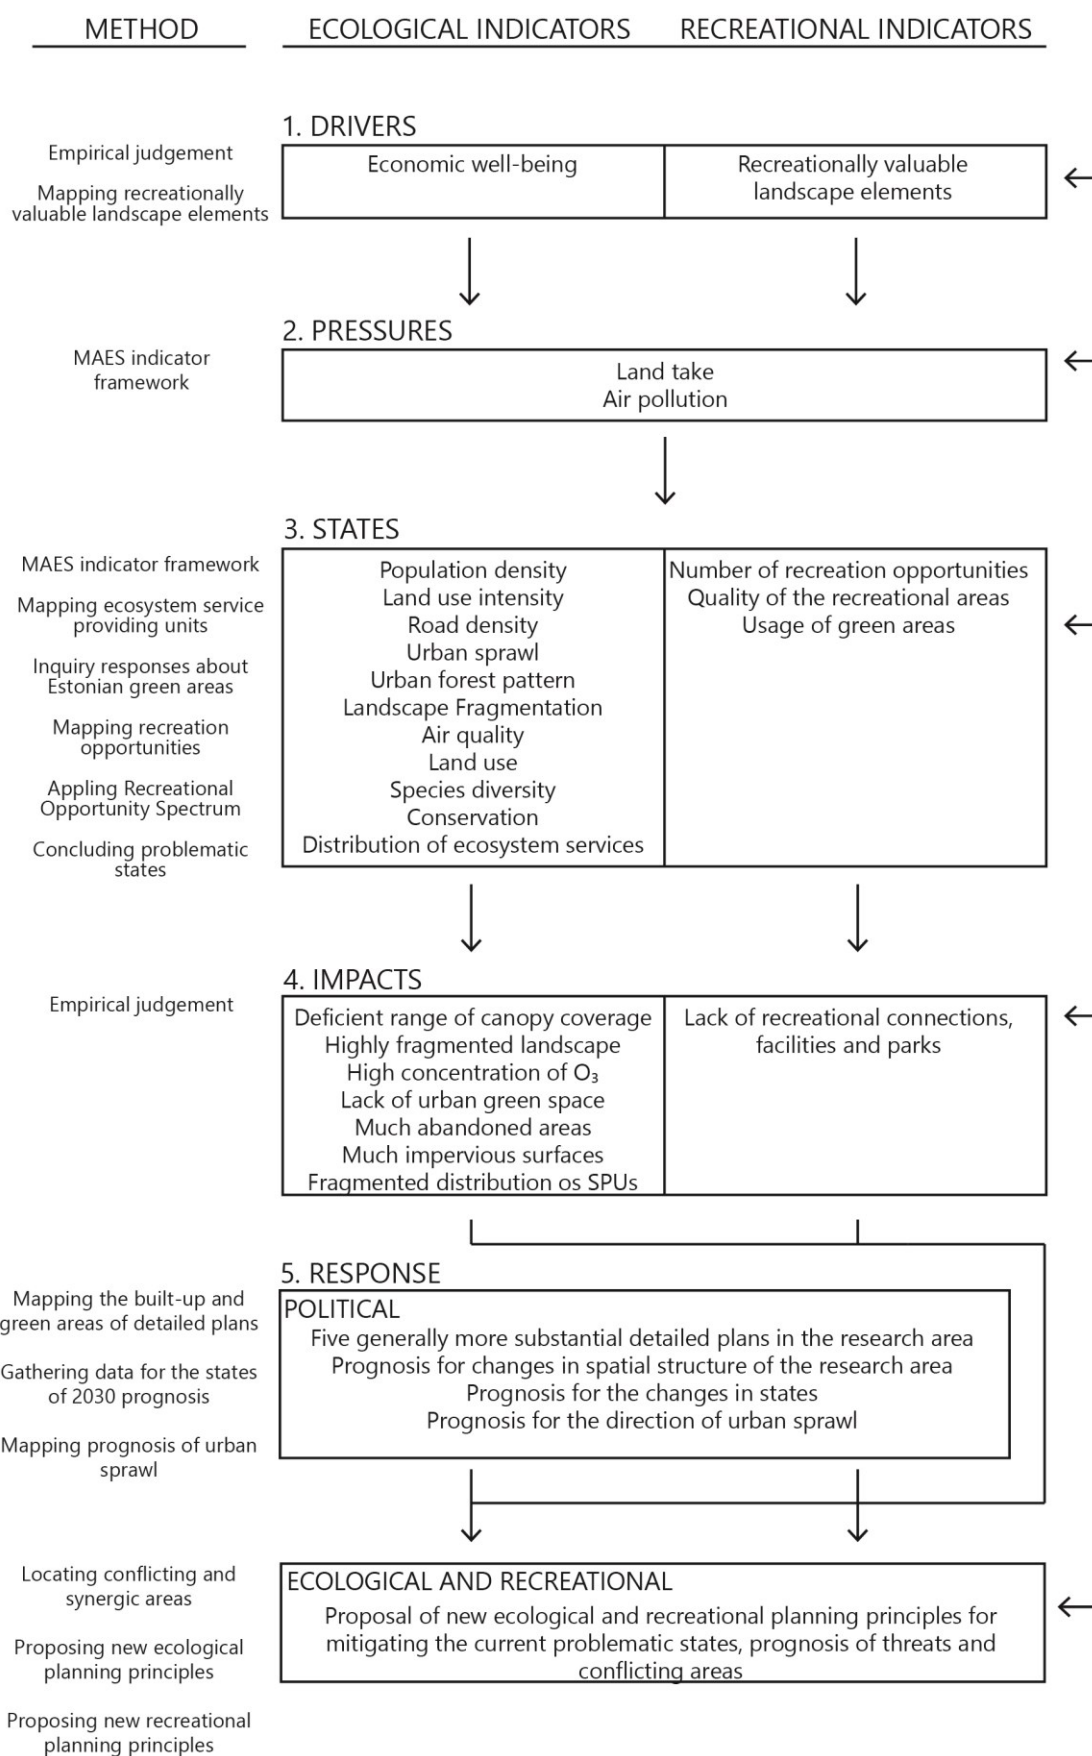 METHOD
ECOLOGICAL INDICATORS
RECREATIONAL INDICATORS
1. DRIVERS
Empirical judgement
Mapping recreationally
valuable landscape elements
Economic well-being
Recreationally valuable
landscape elements
2. PRESSURES
MAES indicator
framework
Land take
Air pollution
3. STATES
MAES indicator framework
Mapping ecosystem service
providing units
Inquiry responses about
Estonian green areas
Mapping recreation
opportunities
Appling Recreational
Opportunity Spectrum
Concluding problematic
states
Population density
Land use intensity
Road density
Urban sprawl
Urban forest pattern
Landscape Fragmentation
Air quality
Land use
Species diversity
Conservation
Distribution of ecosystem services
Number of recreation opportunities
Quality of the recreational areas
Usage of green areas
4. IMPACTS
Empirical judgement
Deficient range of canopy coverage
Highly fragmented landscape
High concentration of O₃
Lack of urban green space
Much abandoned areas
Much impervious surfaces
Fragmented distribution os SPUs
Lack of recreational connections,
facilities and parks
5. RESPONSE
Mapping the built-up and
green areas of detailed plans
Gathering data for the states
of 2030 prognosis
Mapping prognosis of urban
sprawl
POLITICAL
Five generally more substantial detailed plans in the research area
Prognosis for changes in spatial structure of the research area
Prognosis for the changes in states
Prognosis for the direction of urban sprawl
Locating conflicting and
synergic areas
Proposing new ecological
planning principles
Proposing new recreational
planning principles
ECOLOGICAL AND RECREATIONAL
Proposal of new ecological and recreational planning principles for
mitigating the current problematic states, prognosis of threats and
conflicting areas